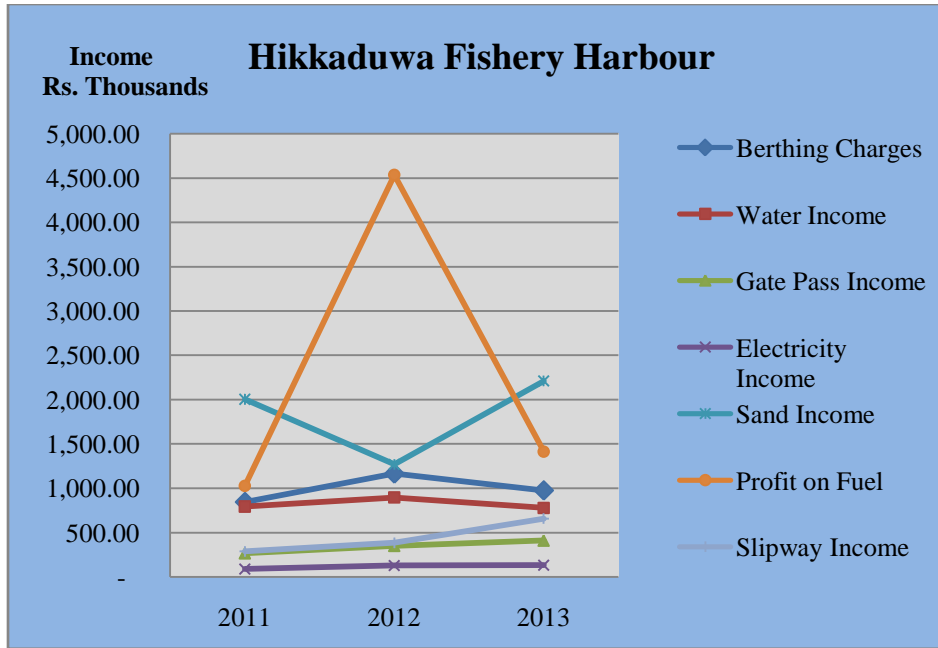 Income
Rs. Thousands
Hikkaduwa Fishery Harbour
5,000.00
4,500.00
4,000.00
3,500.00
3,000.00
2,500.00
2,000.00
1,500.00
1,000.00
500.00
-
2011
2012
2013
Berthing Charges
Water Income
Gate Pass Income
Electricity
Income
Sand Income
Profit on Fuel
Slipway Income